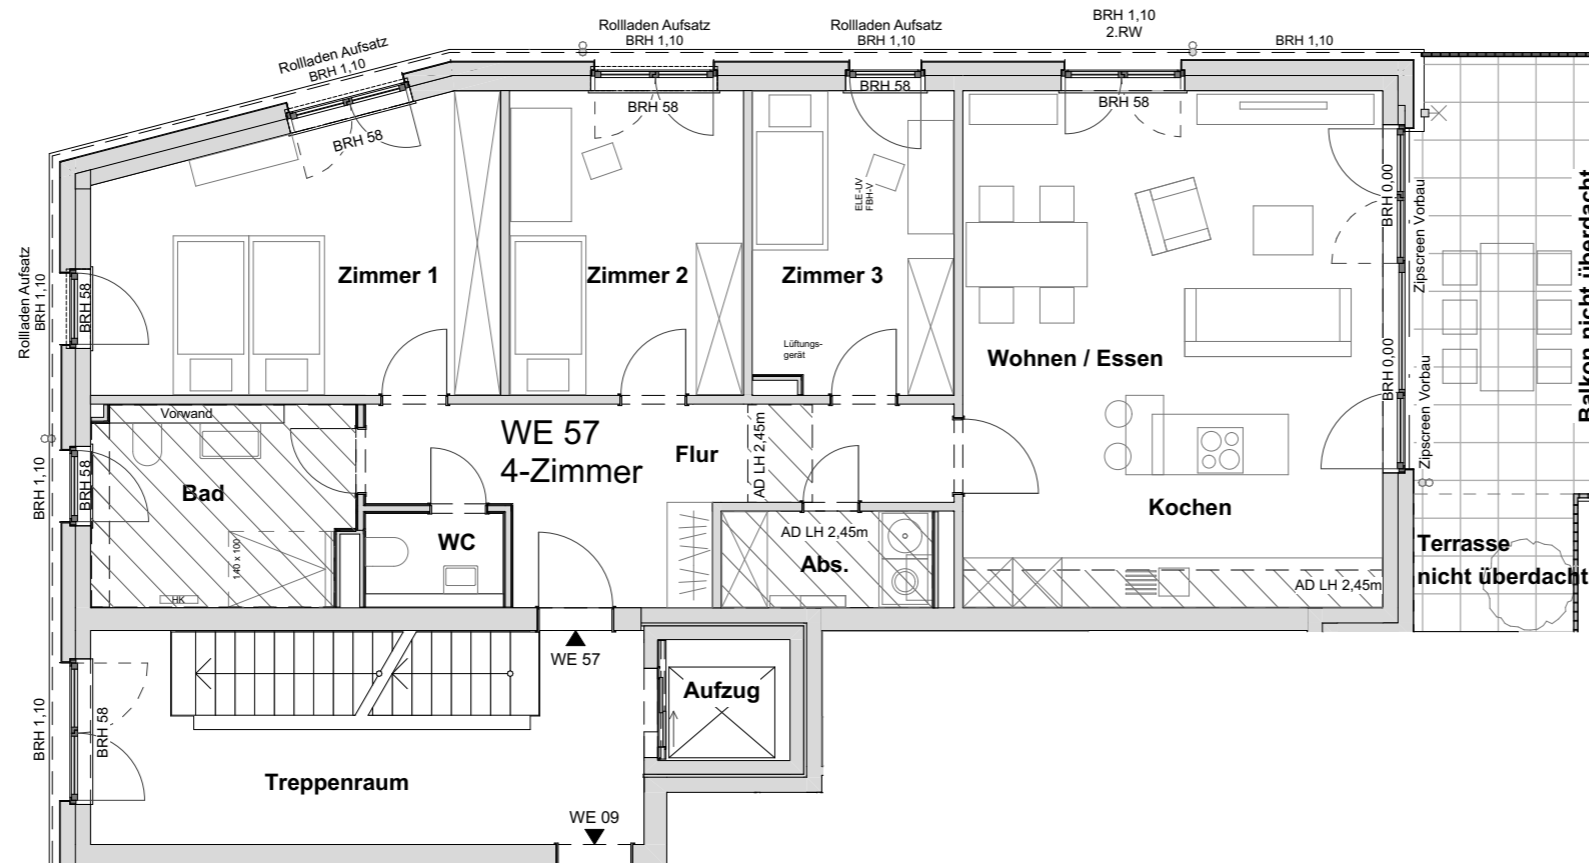 Rollladen Aufsatz
BRH 1,10
BRH 58
Rollladen Aufsatz
BRH 1,10
BRH 58
Rollladen Aufsatz
BRH 1,10
BRH 58
BRH 1,10
2.RW
BRH 58
BRH 1,10
Rollladen Aufsatz
BRH 1,10
BRH 58
Zimmer 1
Zimmer 2
Zimmer 3
ELE-UV
FBH-V
Lüftungs-
gerät
Wohnen / Essen
BRH 0,00
BRH 0,00
Zipscreen Vorbau
Zipscreen Vorbau
Balkon nicht überdacht
Vorwand
WE 57
4-Zimmer
Flur
AD LH 2,45m
BRH 1,10
BRH 58
Bad
140 x 100
HK
WC
AD LH 2,45m
Abs.
Kochen
AD LH 2,45m
Terrasse
nicht überdacht
WE 57
Aufzug
BRH 1,10
BRH 58
Treppenraum
WE 09